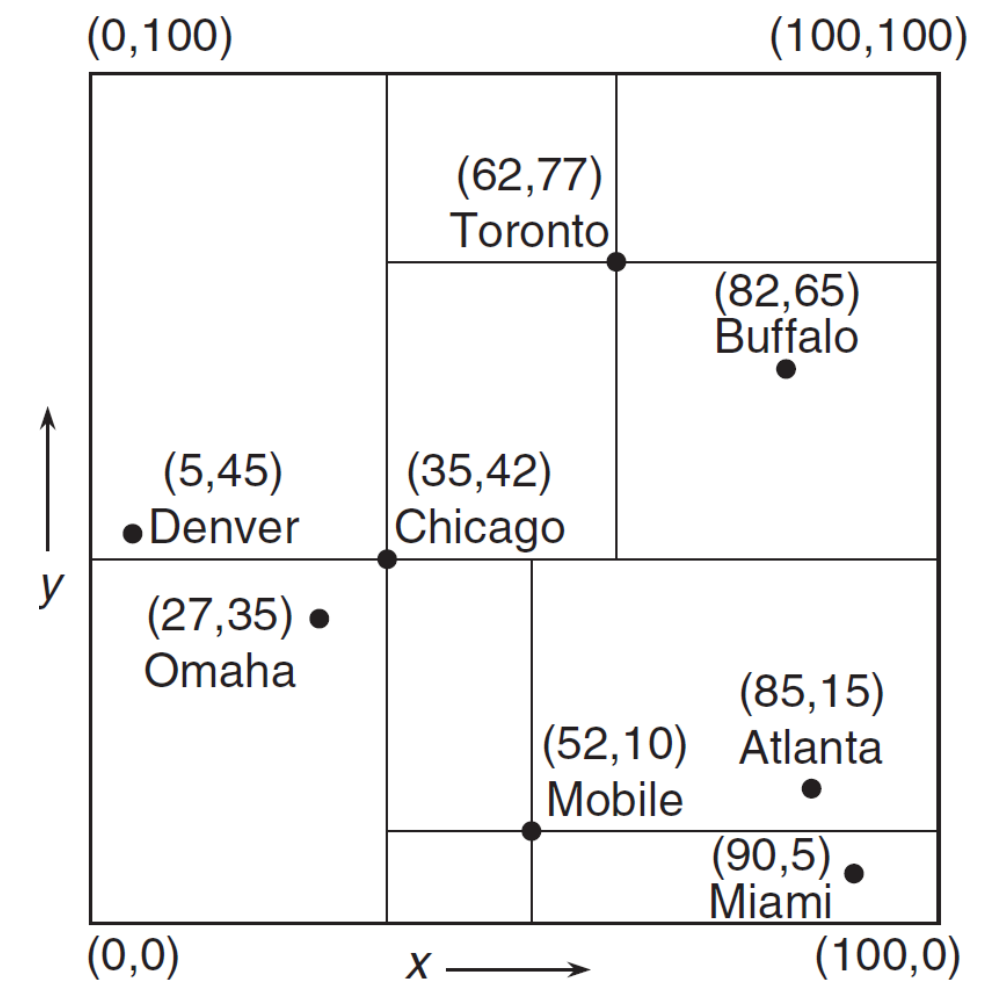 (0,100)
(100,100)
(62,77)
Toronto
(82,65)
Buffalo
(5,45)
Denver
(35,42)
Chicago
y
(27,35)
Omaha
(85,15)
Atlanta
(52,10)
Mobile
(90,5)
Miami
(0,0)
x
(100,0)